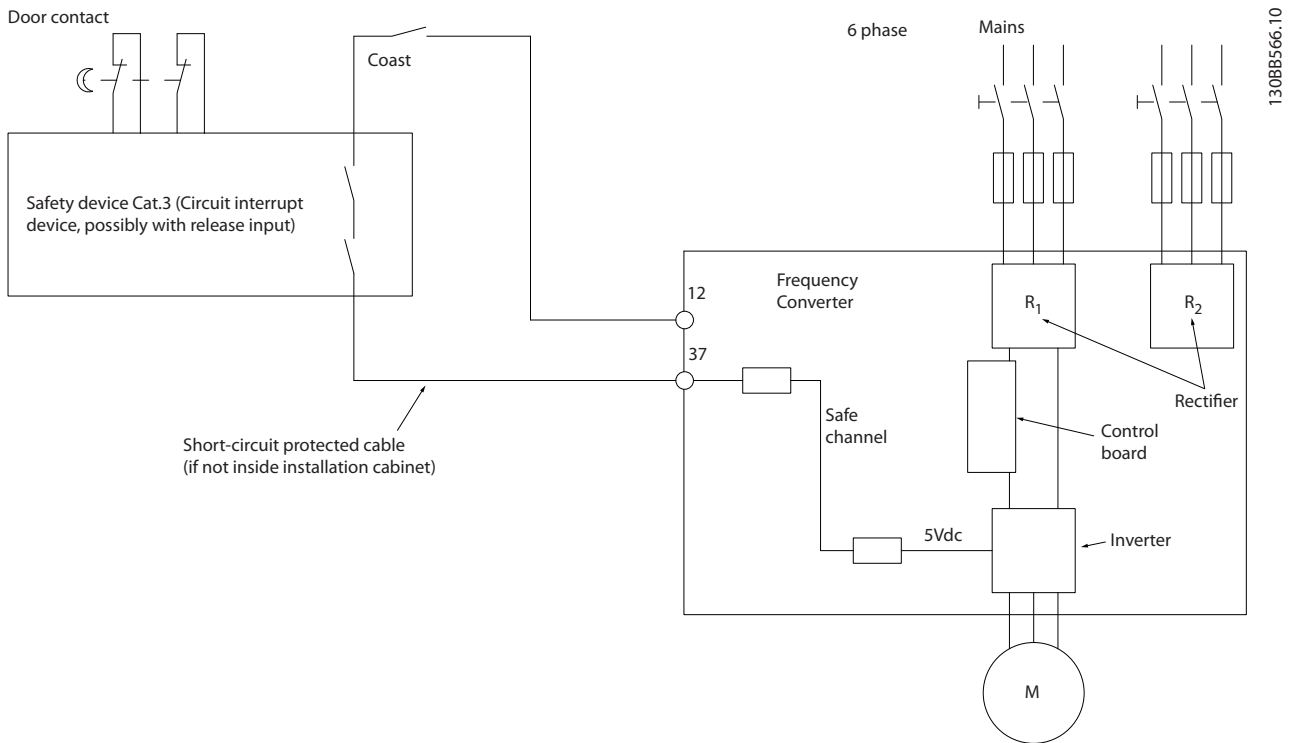 Door contact
Coast
6 phase
Mains
130BB566.10
Safety device Cat.3 (Circuit interrupt
device, possibly with release input)
12
Frequency
Converter
R1
R2
37
Safe
channel
Rectifier
Control
board
Short-circuit protected cable
(if not inside installation cabinet)
5Vdc
Inverter
M